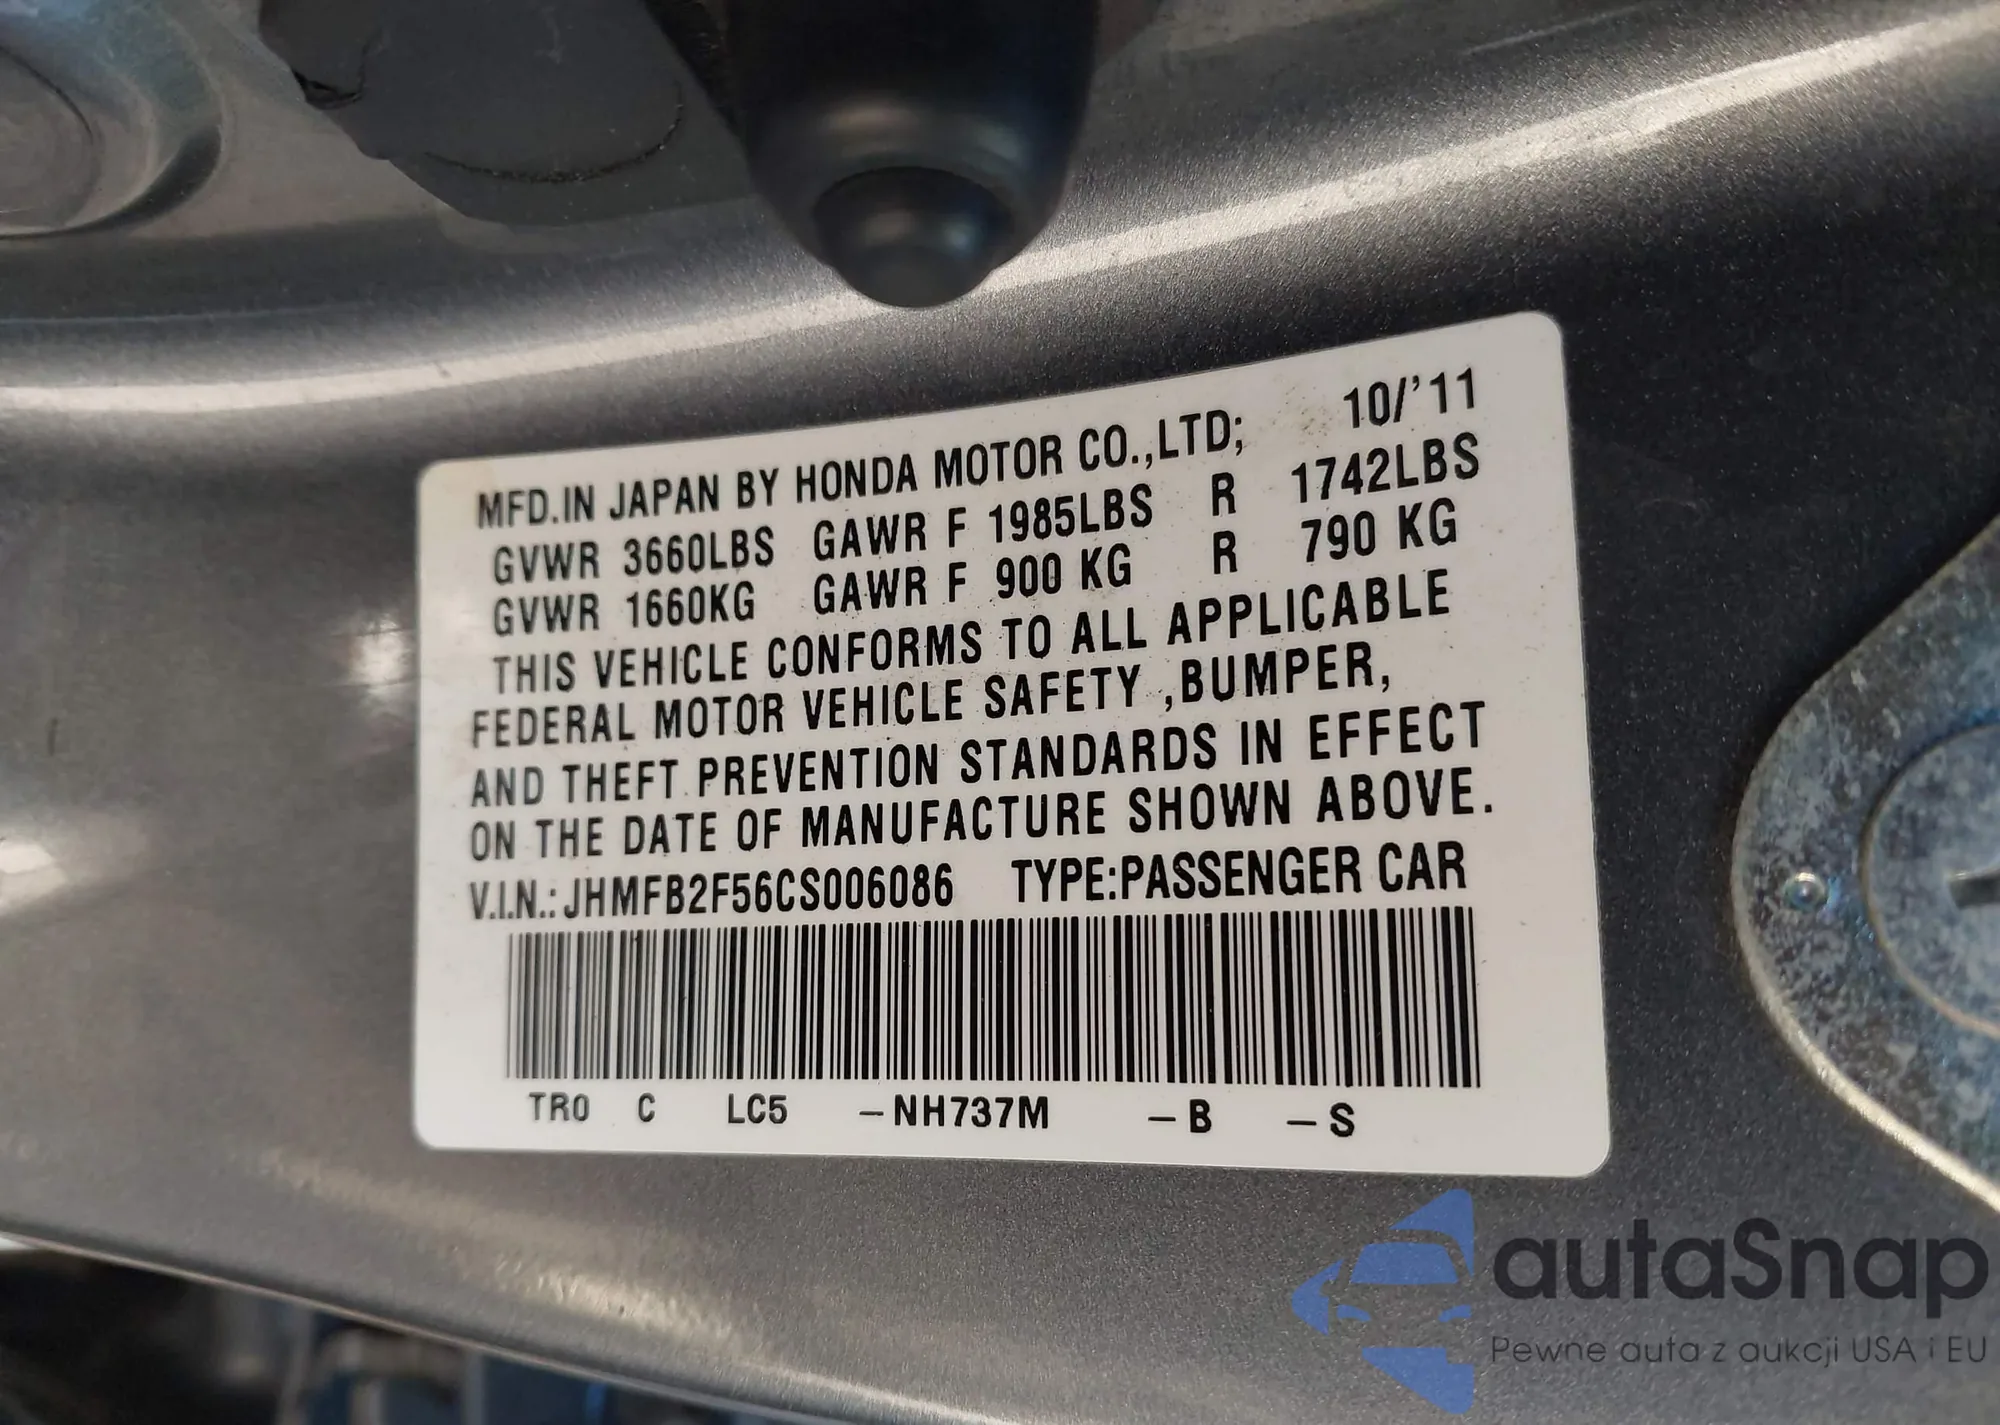 MFD.IN JAPAN BY HONDA MOTOR CO.,LTD; 10/'11
GVWR 3660LBS GAWR F 1985LBS R 1742LBS
GVWR 1660KG GAWR F 900 KG R 790 KG
THIS VEHICLE CONFORMS TO ALL APPLICABLE
FEDERAL MOTOR VEHICLE SAFETY ,BUMPER,
AND THEFT PREVENTION STANDARDS IN EFFECT
ON THE DATE OF MANUFACTURE SHOWN ABOVE.
V.I.N.: JHMFB2F56CS006086 TYPE:PASSENGER CAR
TR0 C LC5 –NH737M –B –S
autaSnap
Pewne auta z aukcji USA i EU